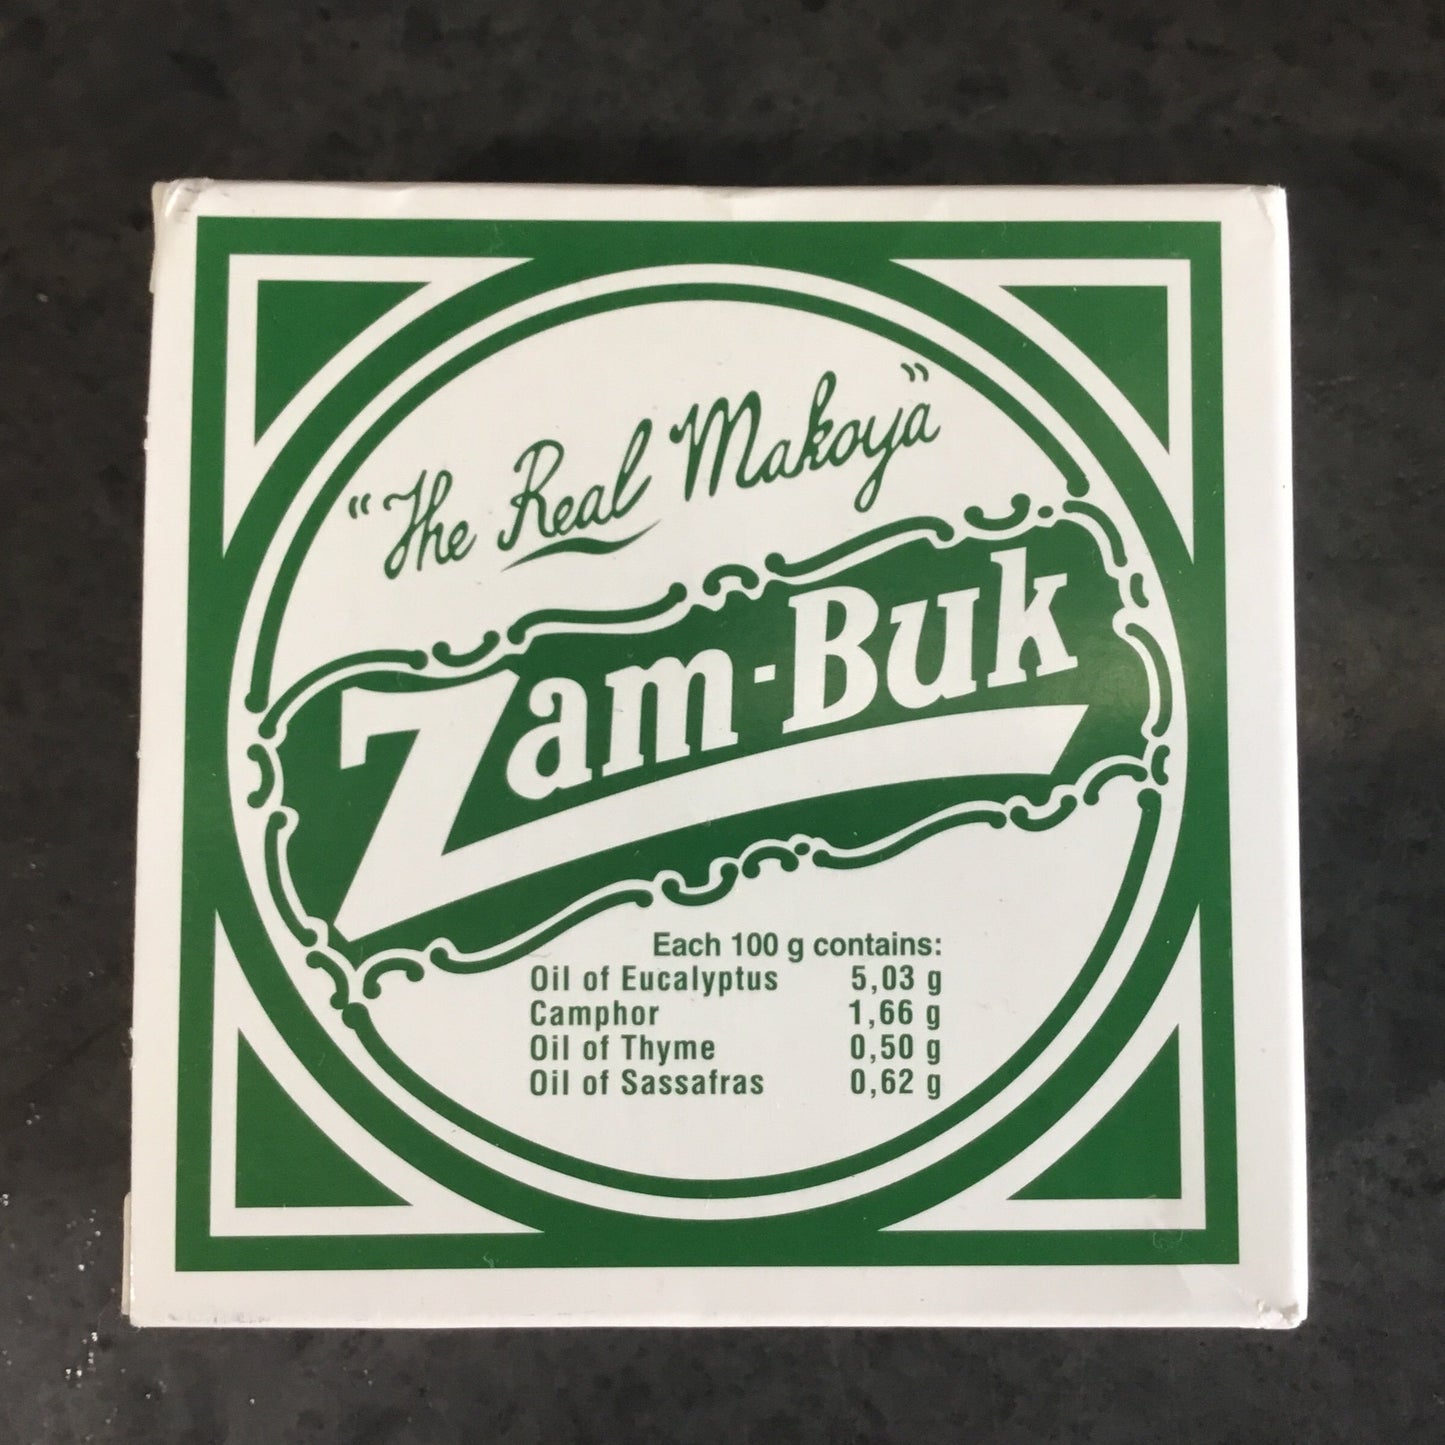 "The Real Makoya"
Zam-Buk
Each 100 g contains:
Oil of Eucalyptus 5,03 g
Camphor 1,66 g
Oil of Thyme 0,50 g
Oil of Sassafras 0,62 g